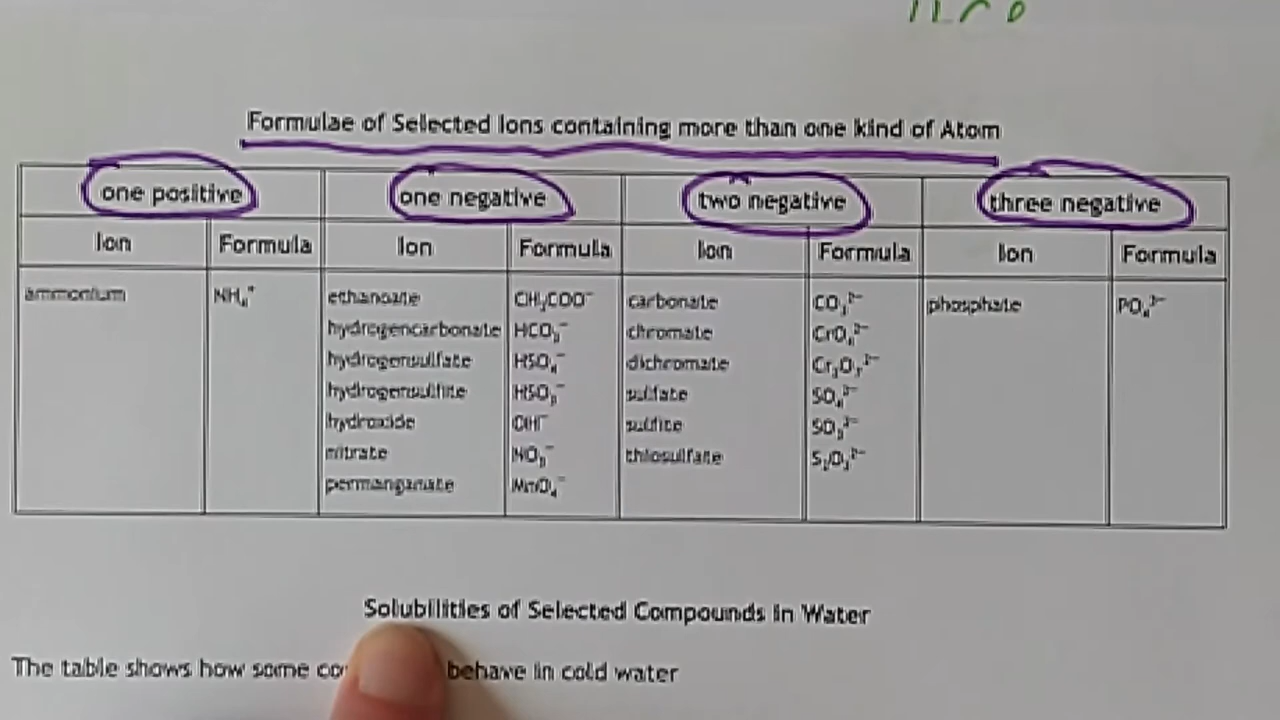 Formulae of Selected Ions containing more than one kind of Atom
one positive one negative two negative three negative
Ion Formula Ion Formula Ion Formula Ion Formula
ammonium NH₄⁺ ethanoate CH₃COO⁻ carbonate CO₃²⁻ phosphate PO₄³⁻
hydrogencarbonate HCO₃⁻ chromate CrO₄²⁻
hydrogensulfate HSO₄⁻ dichromate Cr₂O₇²⁻
hydrogensulfite HSO₃⁻ sulfate SO₄²⁻
hydroxide OH⁻ sulfite SO₃²⁻
nitrate NO₃⁻ thiosulfate S₂O₃²⁻
permanganate MnO₄⁻
Solubilities of Selected Compounds in Water
The table shows how some behave in cold water